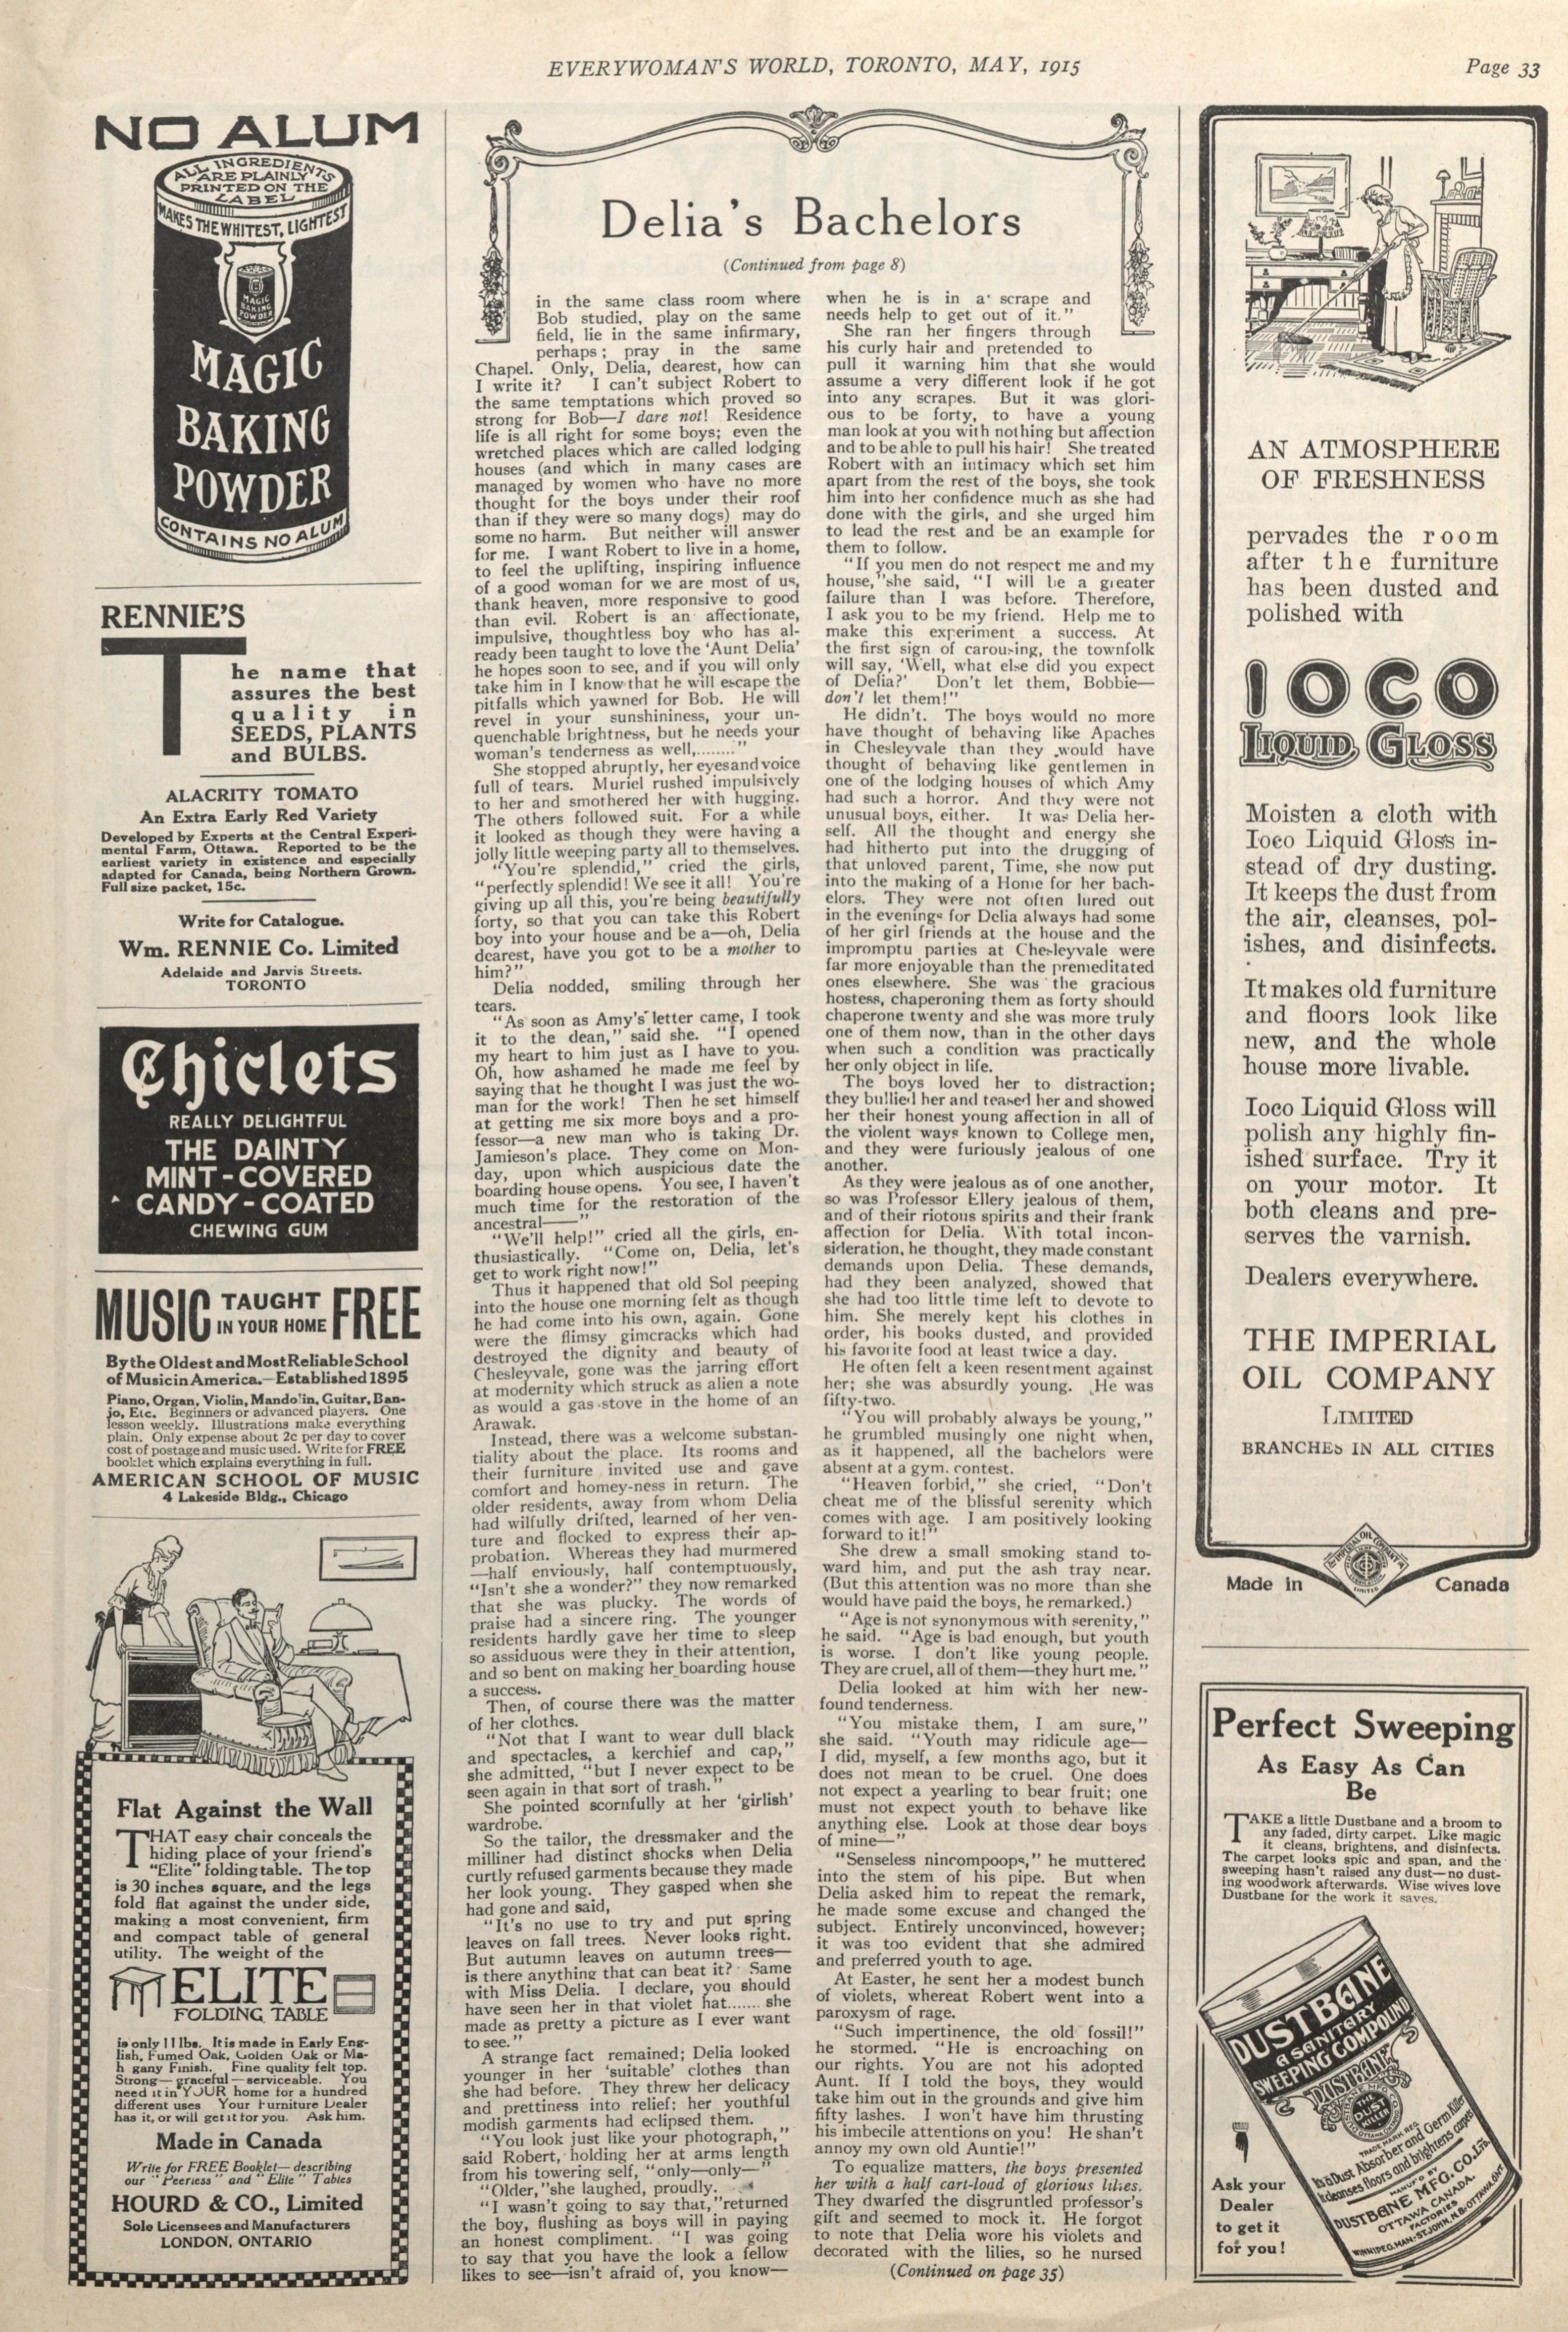 EVERYWOMAN'S WORLD, TORONTO, MAY, 1915
Page 33
NO ALUM
ALL INGREDIENTS
ARE PLAINLY
PRINTED ON THE
LABEL
MAKES THE WHITEST, LIGHTEST
MAGIC
BAKING
POWDER
MAGIC
BAKING
POWDER
CONTAINS NO ALUM
RENNIE'S
The name that
assures the best
quality in
SEEDS, PLANTS
and BULBS.
ALACRITY TOMATO
An Extra Early Red Variety
Developed by Experts at the Central Experi-
mental Farm, Ottawa. Reported to be the
earliest variety in existence and especially
adapted for Canada, being Northern Grown.
Full size packet, 15c.
Write for Catalogue.
Wm. RENNIE Co. Limited
Adelaide and Jarvis Streets.
TORONTO
Chiclets
REALLY DELIGHTFUL
THE DAINTY
MINT-COVERED
CANDY-COATED
CHEWING GUM
MUSIC TAUGHT IN YOUR HOME FREE
By the Oldest and Most Reliable School
of Music in America.—Established 1895
Piano, Organ, Violin, Mandolin, Guitar, Ban-
jo, Etc. Beginners or advanced players. One
lesson weekly. Illustrations make everything
plain. Only expense about 2c per day to cover
cost of postage and music used. Write for FREE
booklet which explains everything in full.
AMERICAN SCHOOL OF MUSIC
4 Lakeside Bldg., Chicago
Flat Against the Wall
THAT easy chair conceals the
hiding place of your friend's
"Elite" folding table. The top
is 30 inches square, and the legs
fold flat against the under side,
making a most convenient, firm
and compact table of general
utility. The weight of the
ELITE
FOLDING TABLE
is only 11 lbs. It is made in Early Eng-
lish, Fumed Oak, Golden Oak or Ma-
h gany Finish. Fine quality felt top.
Strong—graceful—serviceable. You
need it in YOUR home for a hundred
different uses Your Furniture Dealer
has it, or will get it for you. Ask him.
Made in Canada
Write for FREE Booklet—describing
our "Peerless" and "Elite" Tables
HOURD & CO., Limited
Sole Licensees and Manufacturers
LONDON, ONTARIO
Delia's Bachelors
(Continued from page 8)
in the same class room where
Bob studied, play on the same
field, lie in the same infirmary,
perhaps; pray in the same
Chapel. Only, Delia, dearest, how can
I write it? I can't subject Robert to
the same temptations which proved so
strong for Bob—I dare not! Residence
life is all right for some boys; even the
wretched places which are called lodging
houses (and which in many cases are
managed by women who have no more
thought for the boys under their roof
than if they were so many dogs) may do
some no harm. But neither will answer
for me. I want Robert to live in a home,
to feel the uplifting, inspiring influence
of a good woman for we are most of us,
thank heaven, more responsive to good
than evil. Robert is an affectionate,
impulsive, thoughtless boy who has al-
ready been taught to love the 'Aunt Delia'
he hopes soon to see, and if you will only
take him in I know that he will escape the
pitfalls which yawned for Bob. He will
revel in your sunshininess, your un-
quenchable brightness, but he needs your
woman's tenderness as well,........"
She stopped abruptly, her eyes and voice
full of tears. Muriel rushed impulsively
to her and smothered her with hugging.
The others followed suit. For a while
it looked as though they were having a
jolly little weeping party all to themselves.
"You're splendid," cried the girls,
"perfectly splendid! We see it all! You're
giving up all this, you're being beautifully
forty, so that you can take this Robert
boy into your house and be a—oh, Delia
dearest, have you got to be a mother to
him?"
Delia nodded, smiling through her
tears.
"As soon as Amy's letter came, I took
it to the dean," said she. "I opened
my heart to him just as I have to you.
Oh, how ashamed he made me feel by
saying that he thought I was just the wo-
man for the work! Then he set himself
at getting me six more boys and a pro-
fessor—a new man who is taking Dr.
Jamieson's place. They come on Mon-
day, upon which auspicious date the
boarding house opens. You see, I haven't
much time for the restoration of the
ancestral——"
"We'll help!" cried all the girls, en-
thusiastically. "Come on, Delia, let's
get to work right now!"
Thus it happened that old Sol peeping
into the house one morning felt as though
he had come into his own, again. Gone
were the flimsy gimcracks which had
destroyed the dignity and beauty of
Chesleyvale, gone was the jarring effort
at modernity which struck as alien a note
as would a gas stove in the home of an
Arawak.
Instead, there was a welcome substan-
tiality about the place. Its rooms and
their furniture invited use and gave
comfort and homey-ness in return. The
older residents, away from whom Delia
had wilfully drifted, learned of her ven-
ture and flocked to express their ap-
probation. Whereas they had murmered
—half enviously, half contemptuously,
"Isn't she a wonder?" they now remarked
that she was plucky. The words of
praise had a sincere ring. The younger
residents hardly gave her time to sleep
so assiduous were they in their attention,
and so bent on making her boarding house
a success.
Then, of course there was the matter
of her clothes.
"Not that I want to wear dull black
and spectacles, a kerchief and cap,"
she admitted, "but I never expect to be
seen again in that sort of trash."
She pointed scornfully at her 'girlish'
wardrobe.
So the tailor, the dressmaker and the
milliner had distinct shocks when Delia
curtly refused garments because they made
her look young. They gasped when she
had gone and said,
"It's no use to try and put spring
leaves on fall trees. Never looks right.
But autumn leaves on autumn trees—
is there anything that can beat it? Same
with Miss Delia. I declare, you should
have seen her in that violet hat....... she
made as pretty a picture as I ever want
to see."
A strange fact remained; Delia looked
younger in her 'suitable' clothes than
she had before. They threw her delicacy
and prettiness into relief: her youthful
modish garments had eclipsed them.
"You look just like your photograph,"
said Robert, holding her at arms length
from his towering self, "only—only—"
"Older," she laughed, proudly.
"I wasn't going to say that," returned
the boy, flushing as boys will in paying
an honest compliment. "I was going
to say that you have the look a fellow
likes to see—isn't afraid of, you know—
when he is in a scrape and
needs help to get out of it."
She ran her fingers through
his curly hair and pretended to
pull it warning him that she would
assume a very different look if he got
into any scrapes. But it was glori-
ous to be forty, to have a young
man look at you with nothing but affection
and to be able to pull his hair! She treated
Robert with an intimacy which set him
apart from the rest of the boys, she took
him into her confidence much as she had
done with the girls, and she urged him
to lead the rest and be an example for
them to follow.
"If you men do not respect me and my
house," she said, "I will be a greater
failure than I was before. Therefore,
I ask you to be my friend. Help me to
make this experiment a success. At
the first sign of carousing, the townfolk
will say, 'Well, what else did you expect
of Delia?' Don't let them, Bobbie—
don't let them!"
He didn't. The boys would no more
have thought of behaving like Apaches
in Chesleyvale than they would have
thought of behaving like gentlemen in
one of the lodging houses of which Amy
had such a horror. And they were not
unusual boys, either. It was Delia her-
self. All the thought and energy she
had hitherto put into the drugging of
that unloved parent, Time, she now put
into the making of a Home for her bach-
elors. They were not often lured out
in the evenings for Delia always had some
of her girl friends at the house and the
impromptu parties at Chesleyvale were
far more enjoyable than the premeditated
ones elsewhere. She was the gracious
hostess, chaperoning them as forty should
chaperone twenty and she was more truly
one of them now, than in the other days
when such a condition was practically
her only object in life.
The boys loved her to distraction;
they bullied her and teased her and showed
her their honest young affection in all of
the violent ways known to College men,
and they were furiously jealous of one
another.
As they were jealous as of one another,
so was Professor Ellery jealous of them,
and of their riotous spirits and their frank
affection for Delia. With total incon-
sideration, he thought, they made constant
demands upon Delia. These demands,
had they been analyzed, showed that
she had too little time left to devote to
him. She merely kept his clothes in
order, his books dusted, and provided
his favorite food at least twice a day.
He often felt a keen resentment against
her; she was absurdly young. He was
fifty-two.
"You will probably always be young,"
he grumbled musingly one night when,
as it happened, all the bachelors were
absent at a gym. contest.
"Heaven forbid," she cried, "Don't
cheat me of the blissful serenity which
comes with age. I am positively looking
forward to it!"
She drew a small smoking stand to-
ward him, and put the ash tray near.
(But this attention was no more than she
would have paid the boys, he remarked.)
"Age is not synonymous with serenity,"
he said. "Age is bad enough, but youth
is worse. I don't like young people.
They are cruel, all of them—they hurt me."
Delia looked at him with her new-
found tenderness.
"You mistake them, I am sure,"
she said. "Youth may ridicule age—
I did, myself, a few months ago, but it
does not mean to be cruel. One does
not expect a yearling to bear fruit; one
must not expect youth to behave like
anything else. Look at those dear boys
of mine—"
"Senseless nincompoops," he muttered
into the stem of his pipe. But when
Delia asked him to repeat the remark,
he made some excuse and changed the
subject. Entirely unconvinced, however;
it was too evident that she admired
and preferred youth to age.
At Easter, he sent her a modest bunch
of violets, whereat Robert went into a
paroxysm of rage.
"Such impertinence, the old fossil!"
he stormed. "He is encroaching on
our rights. You are not his adopted
Aunt. If I told the boys, they would
take him out in the grounds and give him
fifty lashes. I won't have him thrusting
his imbecile attentions on you! He shan't
annoy my own old Auntie!"
To equalize matters, the boys presented
her with a half cart-load of glorious lilies.
They dwarfed the disgruntled professor's
gift and seemed to mock it. He forgot
to note that Delia wore his violets and
decorated with the lilies, so he nursed
(Continued on page 35)
AN ATMOSPHERE
OF FRESHNESS
pervades the room
after the furniture
has been dusted and
polished with
IOCO
LIQUID GLOSS
Moisten a cloth with
Ioco Liquid Gloss in-
stead of dry dusting.
It keeps the dust from
the air, cleanses, pol-
ishes, and disinfects.
It makes old furniture
and floors look like
new, and the whole
house more livable.
Ioco Liquid Gloss will
polish any highly fin-
ished surface. Try it
on your motor. It
both cleans and pre-
serves the varnish.
Dealers everywhere.
THE IMPERIAL
OIL COMPANY
LIMITED
BRANCHES IN ALL CITIES
IMPERIAL OIL COMPANY
LIMITED
Made in Canada
Perfect Sweeping
As Easy As Can
Be
TAKE a little Dustbane and a broom to
any faded, dirty carpet. Like magic
it cleans, brightens, and disinfects.
The carpet looks spic and span, and the
sweeping hasn't raised any dust—no dust-
ing woodwork afterwards. Wise wives love
Dustbane for the work it saves.
DUSTBANE
A SANITARY
SWEEPING COMPOUND
DUSTBANE
THE
DUST
KILLER
TRADE MARK REG.
It's a Dust Absorber and Germ Killer
It cleanses floors and brightens carpets
MANUF'D BY
DUSTBANE MFG. CO. LTD.
OTTAWA CANADA.
FACTORIES
WINNIPEG, MAN.-ST. JOHN, N.B.-OTTAWA, ONT.
Ask your
Dealer
to get it
for you!